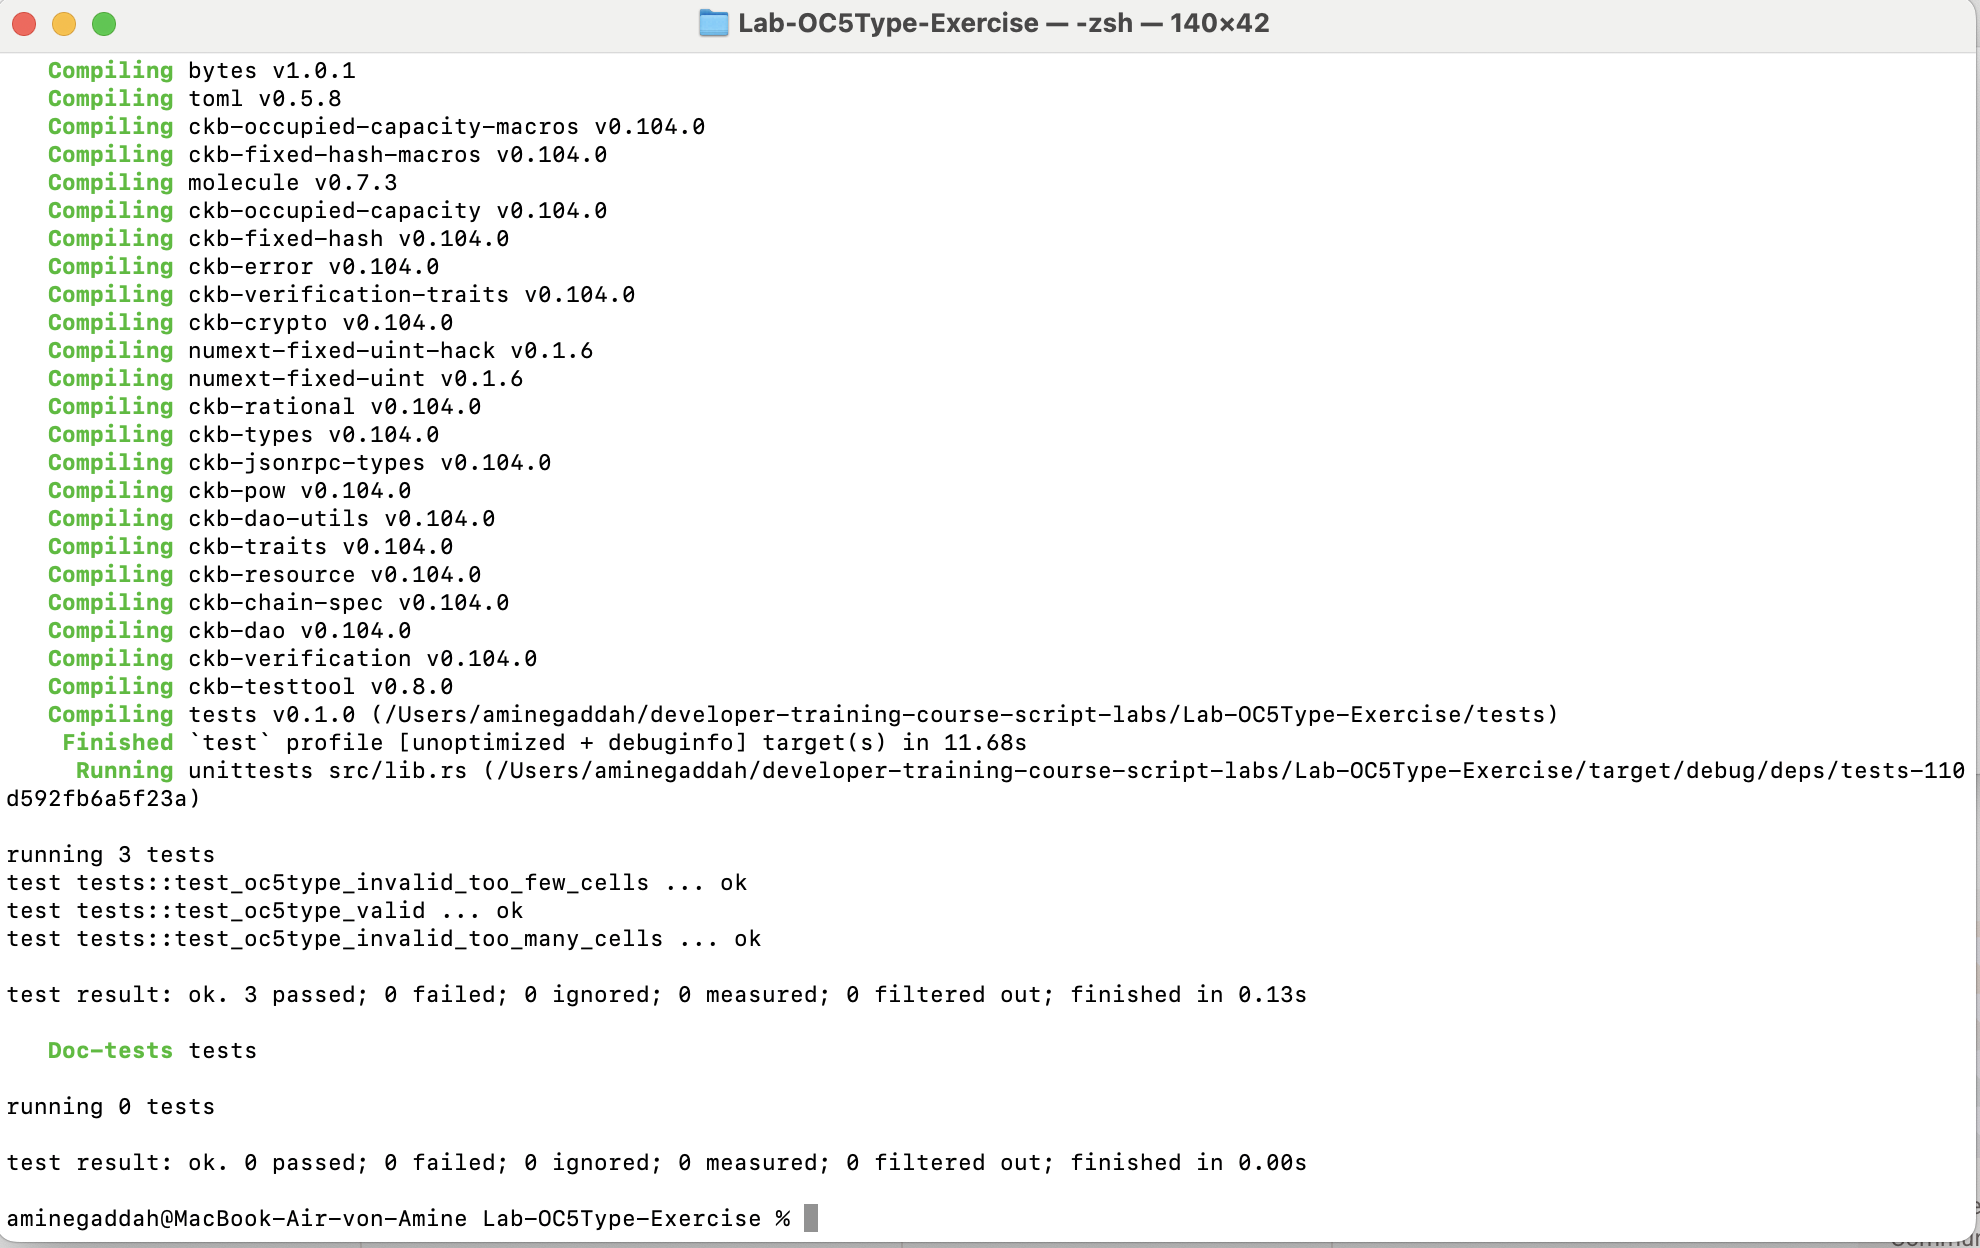 Lab-OC5Type-Exercise — -zsh — 140×42
Compiling bytes v1.0.1
Compiling toml v0.5.8
Compiling ckb-occupied-capacity-macros v0.104.0
Compiling ckb-fixed-hash-macros v0.104.0
Compiling molecule v0.7.3
Compiling ckb-occupied-capacity v0.104.0
Compiling ckb-fixed-hash v0.104.0
Compiling ckb-error v0.104.0
Compiling ckb-verification-traits v0.104.0
Compiling ckb-crypto v0.104.0
Compiling numext-fixed-uint-hack v0.1.6
Compiling numext-fixed-uint v0.1.6
Compiling ckb-rational v0.104.0
Compiling ckb-types v0.104.0
Compiling ckb-jsonrpc-types v0.104.0
Compiling ckb-pow v0.104.0
Compiling ckb-dao-utils v0.104.0
Compiling ckb-traits v0.104.0
Compiling ckb-resource v0.104.0
Compiling ckb-chain-spec v0.104.0
Compiling ckb-dao v0.104.0
Compiling ckb-verification v0.104.0
Compiling ckb-testtool v0.8.0
Compiling tests v0.1.0 (/Users/aminegaddah/developer-training-course-script-labs/Lab-OC5Type-Exercise/tests)
Finished `test` profile [unoptimized + debuginfo] target(s) in 11.68s
Running unittests src/lib.rs (/Users/aminegaddah/developer-training-course-script-labs/Lab-OC5Type-Exercise/target/debug/deps/tests-110
d592fb6a5f23a)
running 3 tests
test tests::test_oc5type_invalid_too_few_cells ... ok
test tests::test_oc5type_valid ... ok
test tests::test_oc5type_invalid_too_many_cells ... ok
test result: ok. 3 passed; 0 failed; 0 ignored; 0 measured; 0 filtered out; finished in 0.13s
Doc-tests tests
running 0 tests
test result: ok. 0 passed; 0 failed; 0 ignored; 0 measured; 0 filtered out; finished in 0.00s
aminegaddah@MacBook-Air-von-Amine Lab-OC5Type-Exercise %